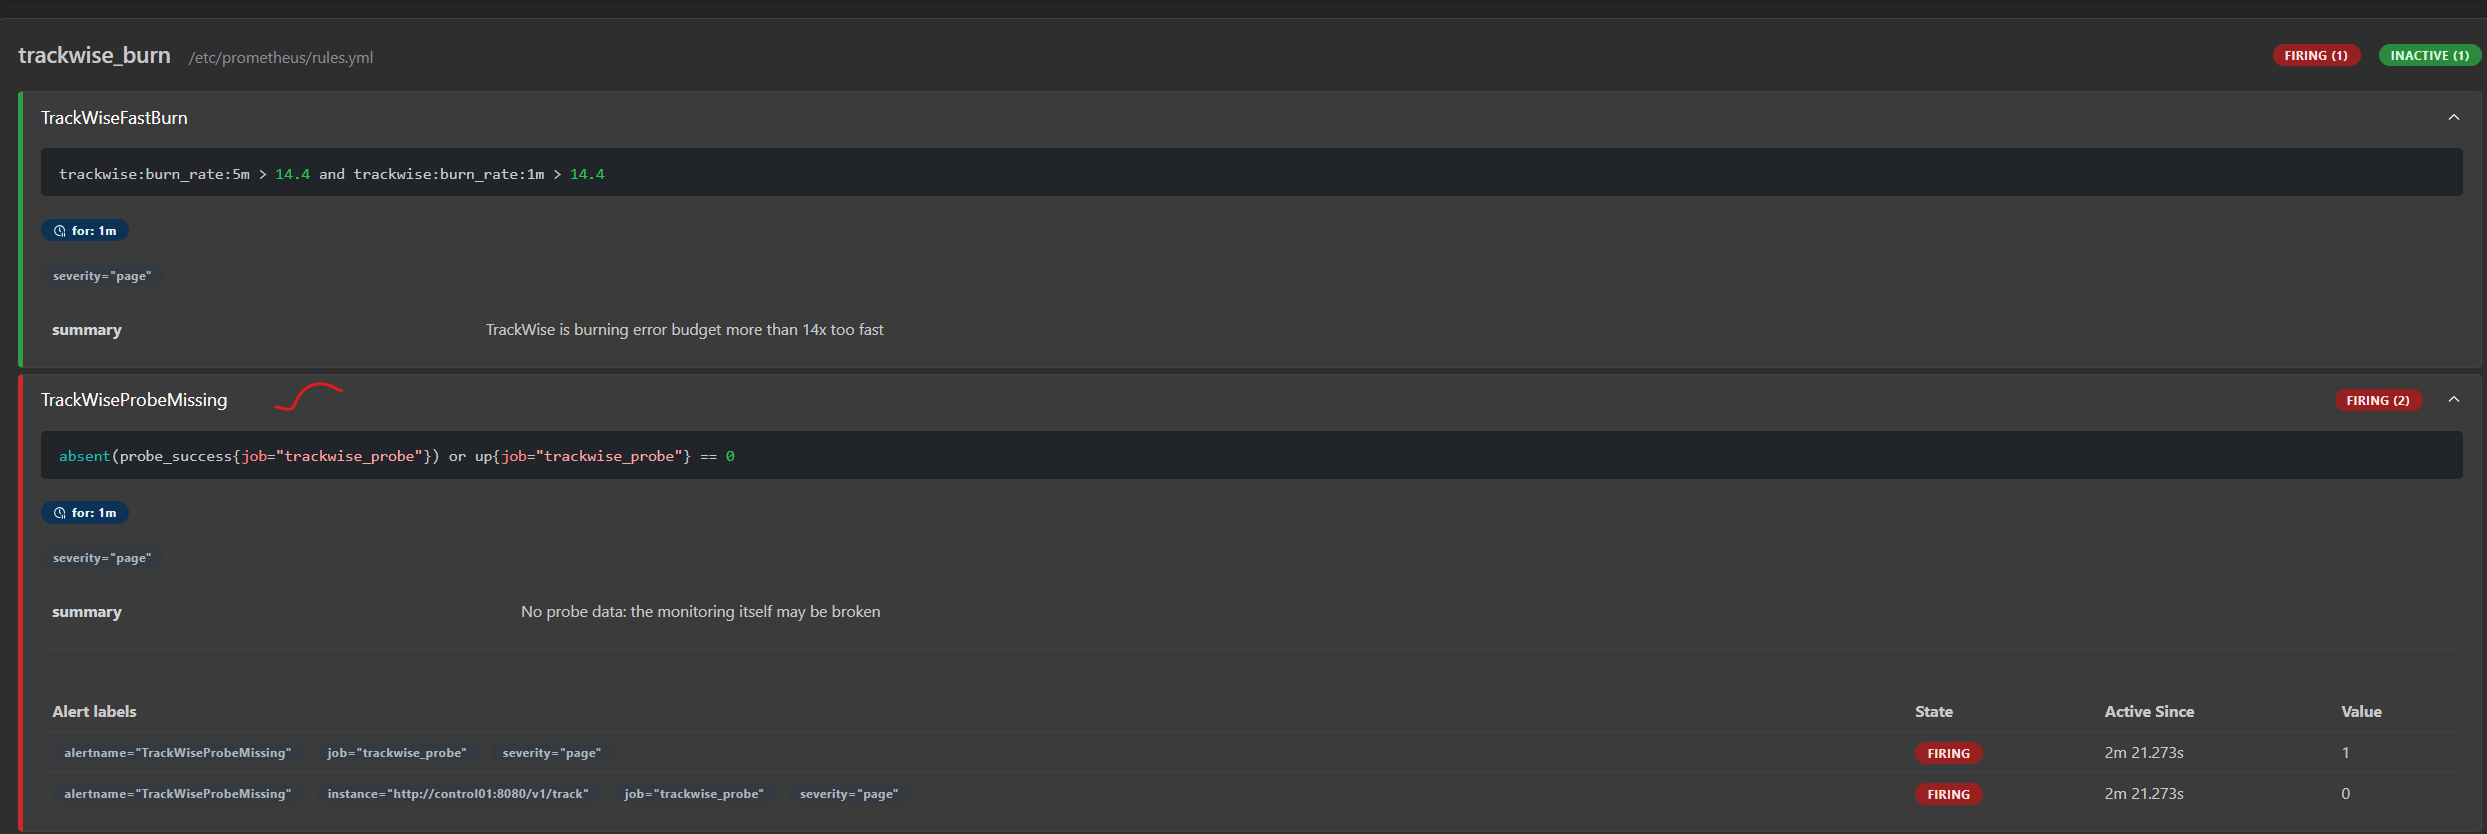 trackwise_burn /etc/prometheus/rules.yml FIRING (1) INACTIVE (1)
TrackWiseFastBurn
trackwise:burn_rate:5m > 14.4 and trackwise:burn_rate:1m > 14.4
for: 1m
severity="page"
summary TrackWise is burning error budget more than 14x too fast
TrackWiseProbeMissing FIRING (2)
absent(probe_success{job="trackwise_probe"}) or up{job="trackwise_probe"} == 0
for: 1m
severity="page"
summary No probe data: the monitoring itself may be broken
Alert labels State Active Since Value
alertname="TrackWiseProbeMissing" job="trackwise_probe" severity="page" FIRING 2m 21.273s 1
alertname="TrackWiseProbeMissing" instance="http://control01:8080/v1/track" job="trackwise_probe" severity="page" FIRING 2m 21.273s 0